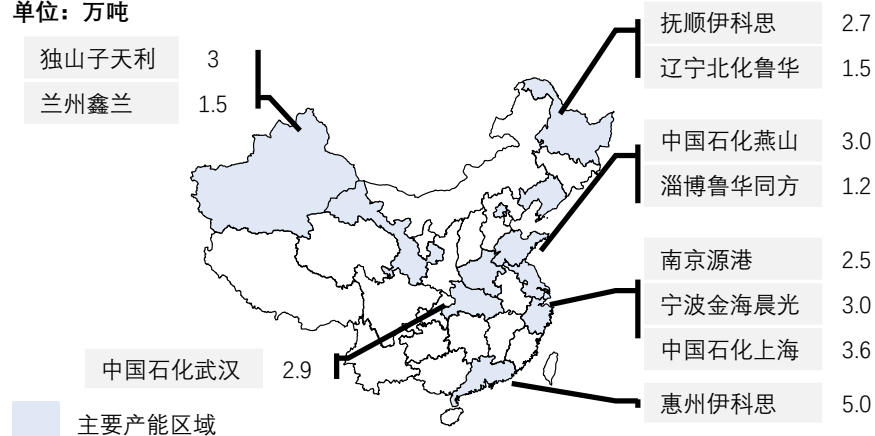 单位：万吨
独山子天利 3
兰州鑫兰 1.5
抚顺伊科思 2.7
辽宁北化鲁华 1.5
中国石化燕山 3.0
淄博鲁华同方 1.2
南京源港 2.5
宁波金海晨光 3.0
中国石化上海 3.6
中国石化武汉 2.9
惠州伊科思 5.0
主要产能区域